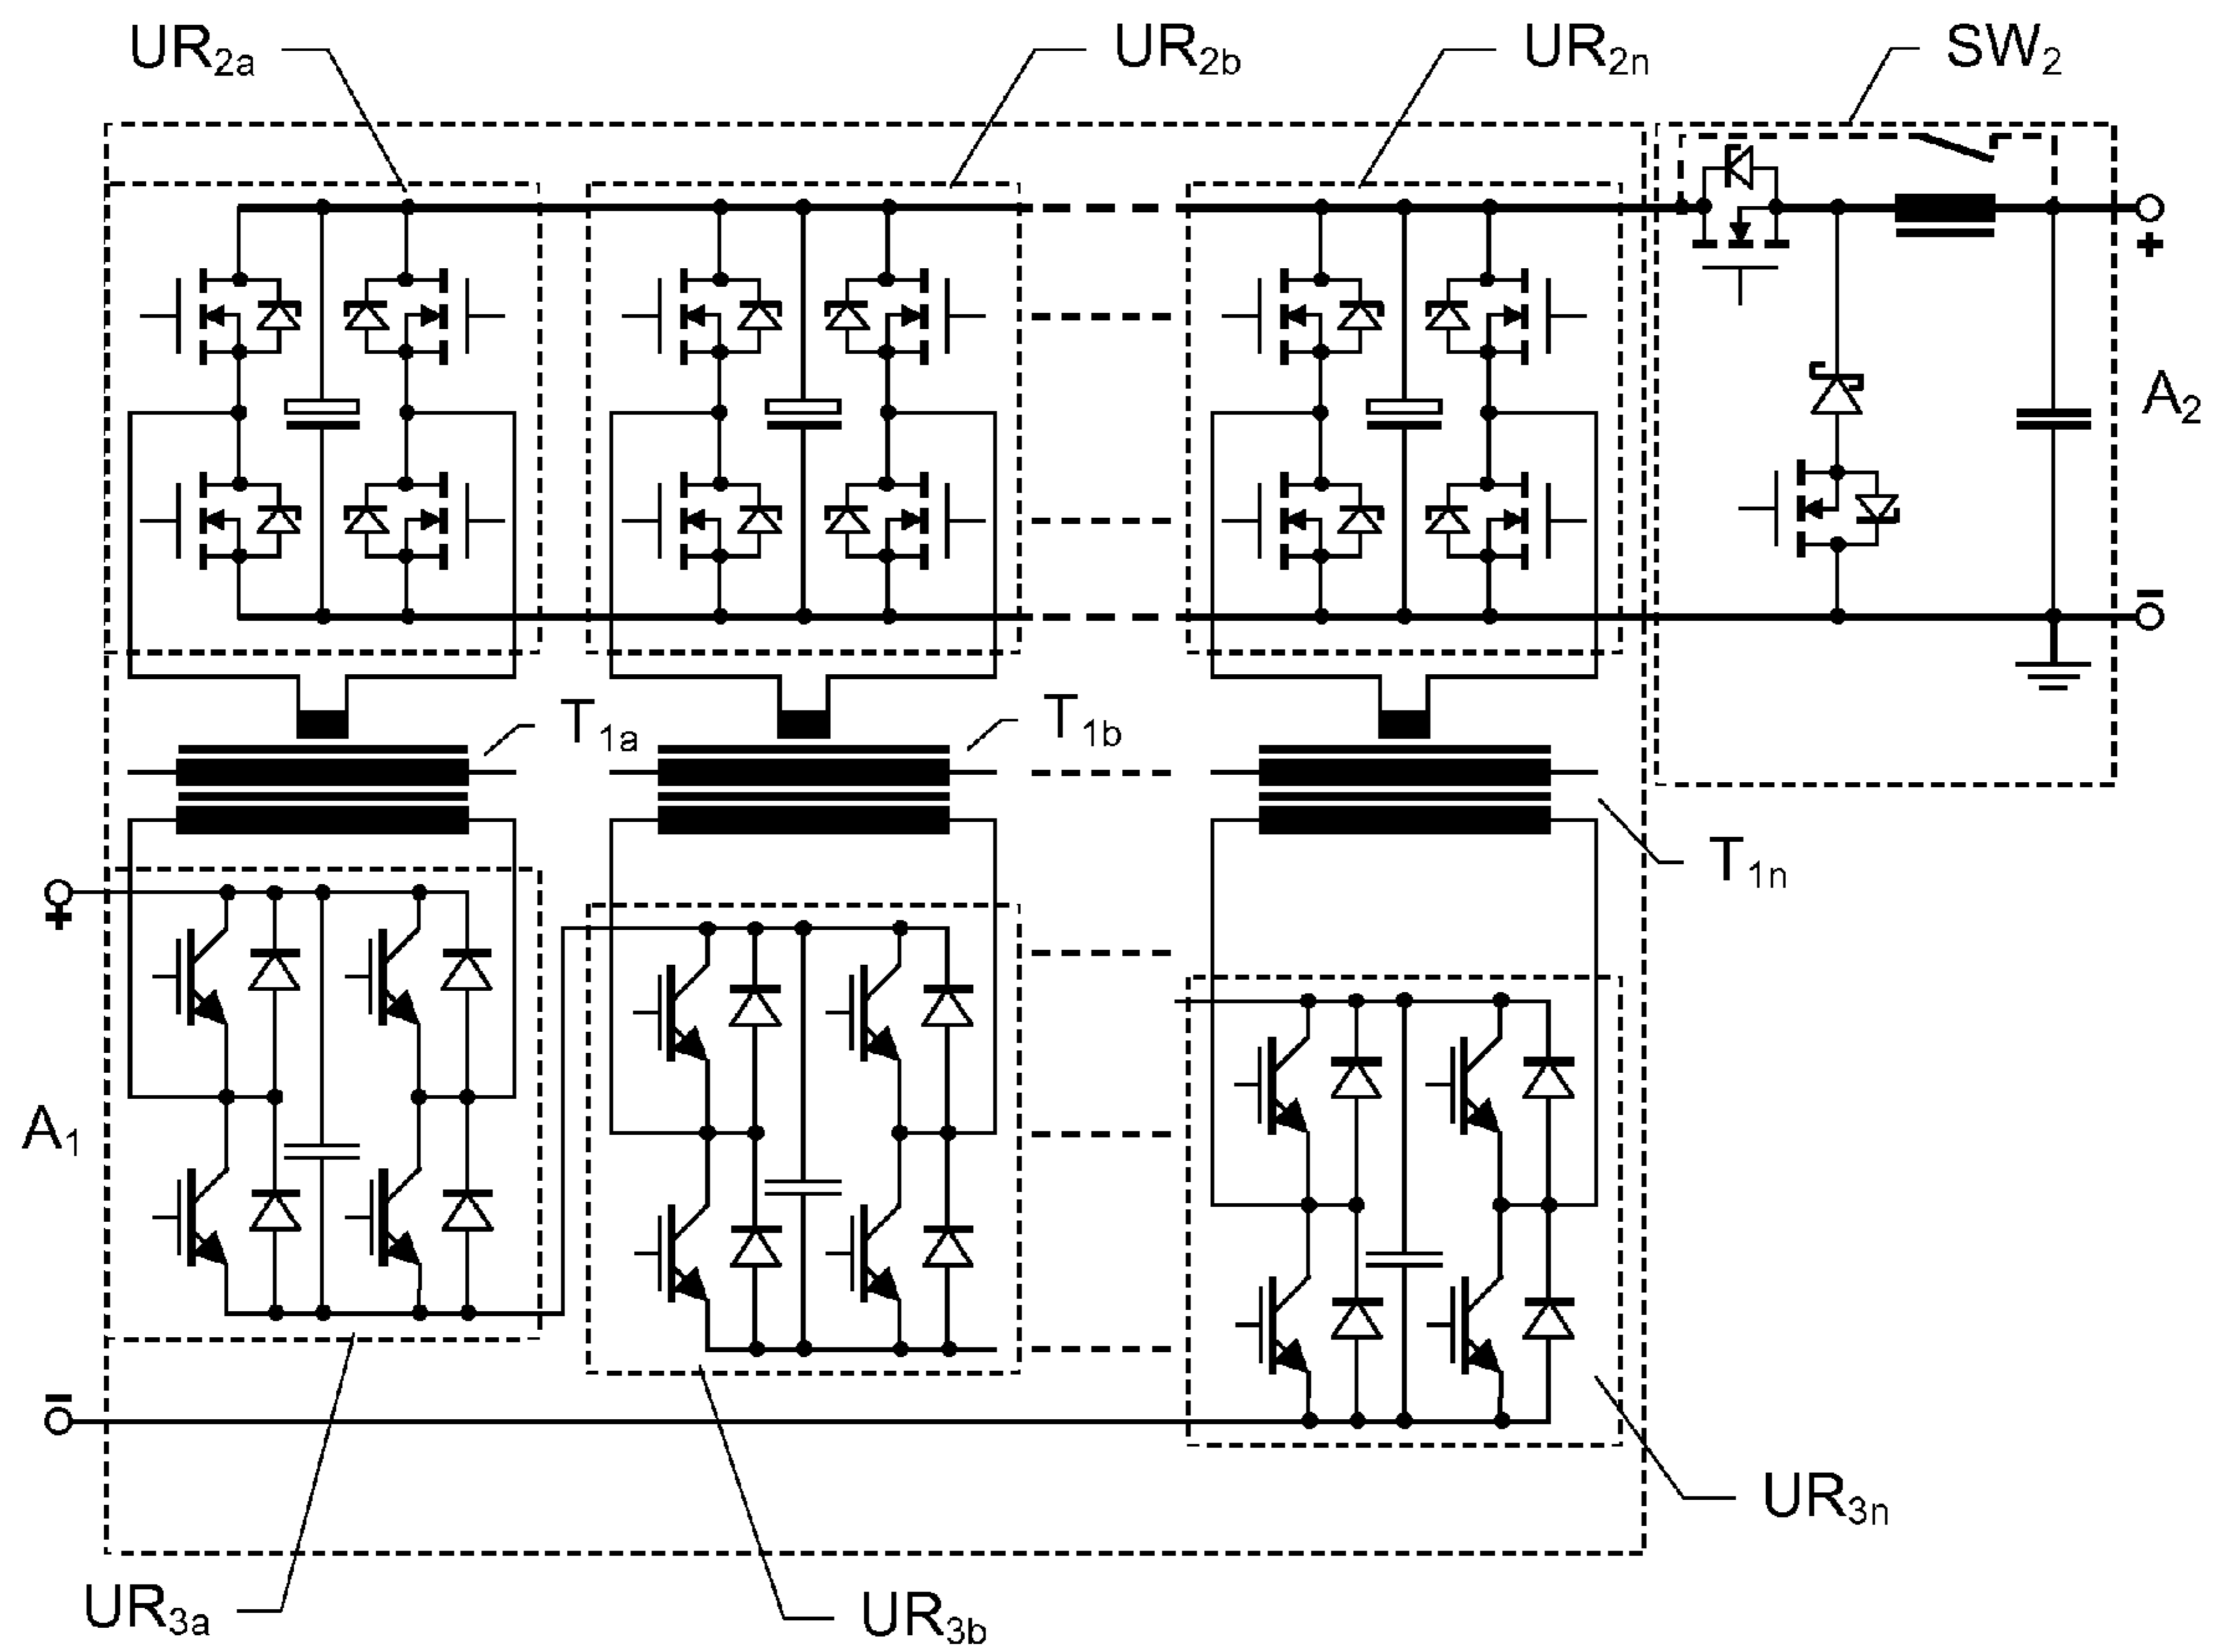 UR2a
UR2b
UR2n
SW2
+
A2
−
T1a
T1b
T1n
+
A1
−
UR3n
UR3a
UR3b